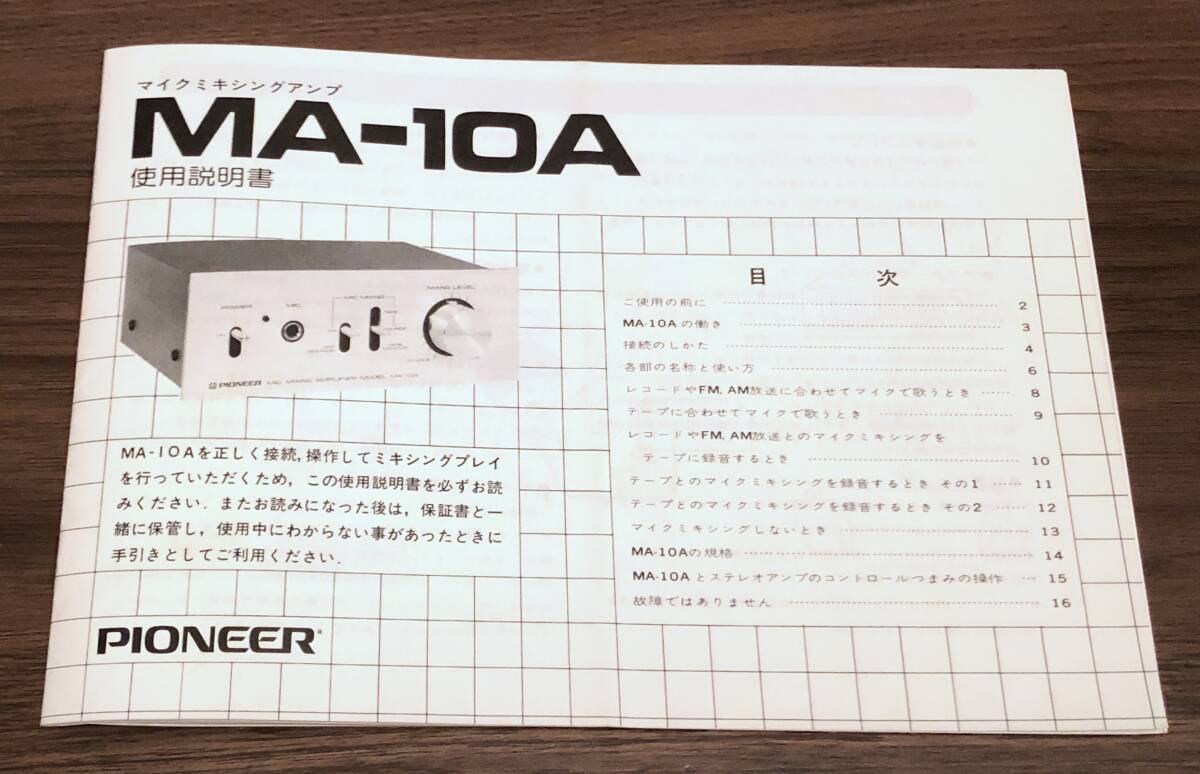 マイクミキシングアンプ
MA-10A
使用説明書
POWER
MIC
MIC MIXING
MIXING LEVEL
PIONEER MIC MIXING AMPLIFIER MODEL MA-10A
MA-10Aを正しく接続，操作してミキシングプレイ
を行っていただくため，この使用説明書を必ずお読
みください．またお読みになった後は，保証書と一
緒に保管し，使用中にわからない事があったときに
手引きとしてご利用ください．
PIONEER
目 次
ご使用の前に 2
MA-10Aの働き 3
接続のしかた 4
各部の名称と使い方 6
レコードやFM, AM放送に合わせてマイクで歌うとき 8
テープに合わせてマイクで歌うとき 9
レコードやFM, AM放送とのマイクミキシングを
テープに録音するとき 10
テープとのマイクミキシングを録音するとき その1 11
テープとのマイクミキシングを録音するとき その2 12
マイクミキシングしないとき 13
MA-10Aの規格 14
MA-10Aとステレオアンプのコントロールつまみの操作 15
故障ではありません 16